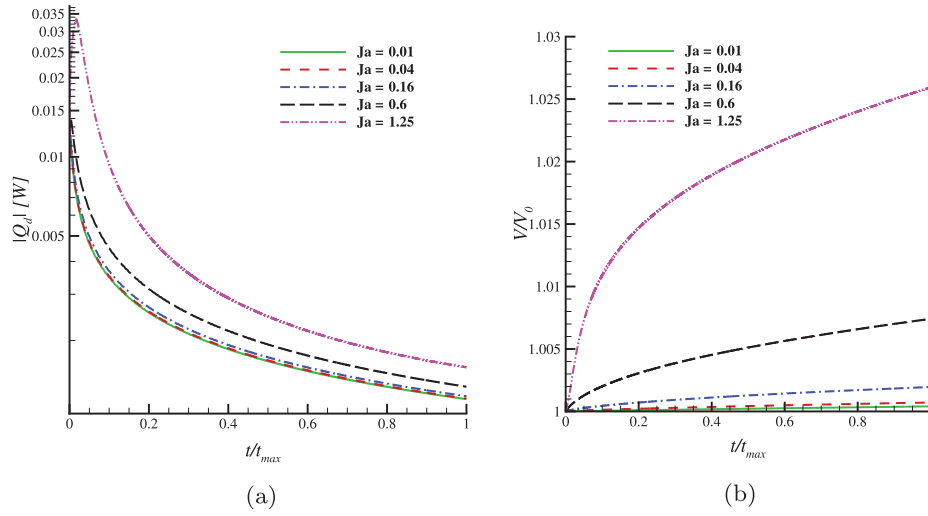 0.035
0.03
0.025
0.02
0.015
0.01
0.005
|Q_d| [W]
0 0.2 0.4 0.6 0.8 1
t/t_max
Ja = 0.01
Ja = 0.04
Ja = 0.16
Ja = 0.6
Ja = 1.25
(a)
1.03
1.025
1.02
1.015
1.01
1.005
1
V/V_0
0 0.2 0.4 0.6 0.8
t/t_max
Ja = 0.01
Ja = 0.04
Ja = 0.16
Ja = 0.6
Ja = 1.25
(b)